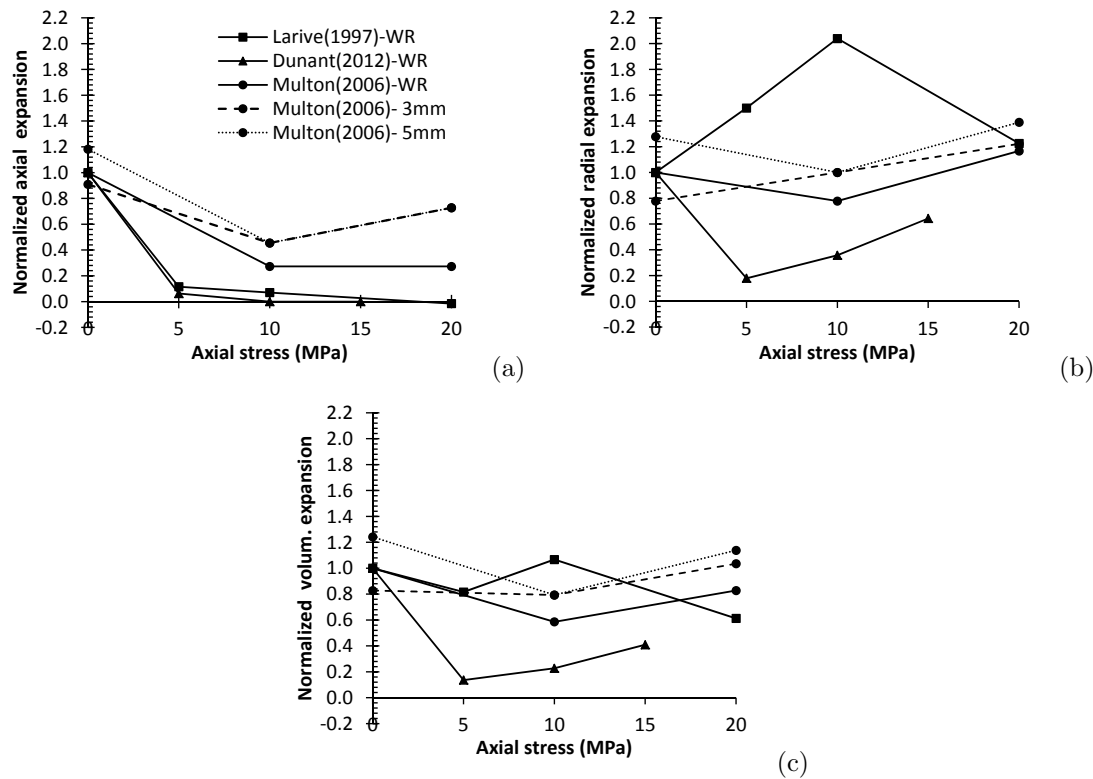 Normalized axial expansion
2.2
2.0
1.8
1.6
1.4
1.2
1.0
0.8
0.6
0.4
0.2
0.0
-0.2
0 5 10 15 20
Axial stress (MPa)
Larive(1997)-WR
Dunant(2012)-WR
Multon(2006)-WR
Multon(2006)- 3mm
Multon(2006)- 5mm
(a)
Normalized radial expansion
2.2
2.0
1.8
1.6
1.4
1.2
1.0
0.8
0.6
0.4
0.2
0.0
-0.2
0 5 10 15 20
Axial stress (MPa)
(b)
Normalized volum. expansion
2.2
2.0
1.8
1.6
1.4
1.2
1.0
0.8
0.6
0.4
0.2
0.0
-0.2
0 5 10 15 20
Axial stress (MPa)
(c)